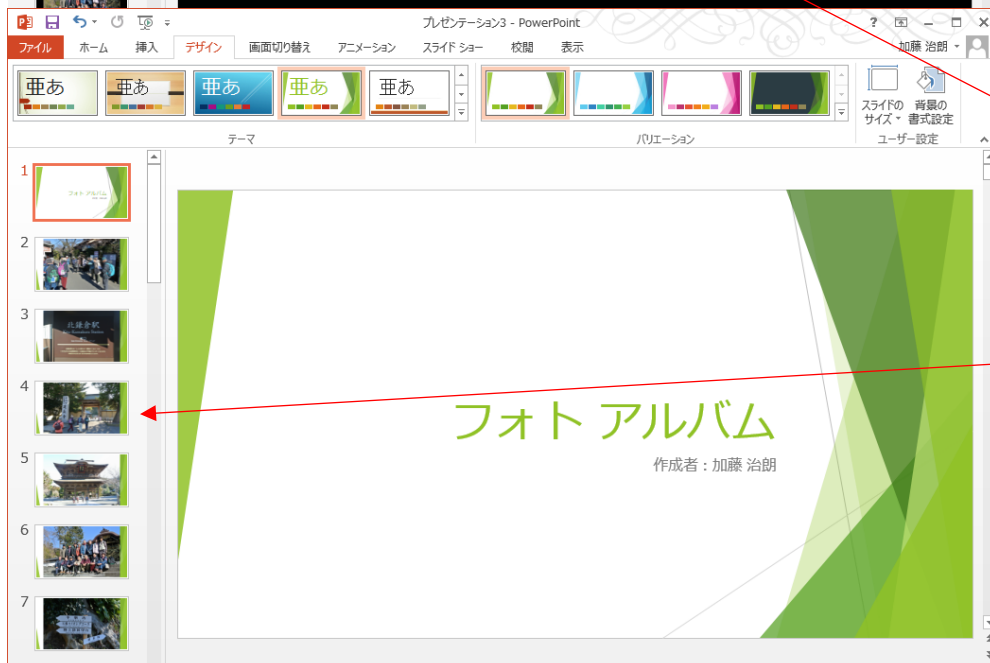 プレゼンテーション3 - PowerPoint
?
ファイル ホーム 挿入 デザイン 画面切り替え アニメーション スライド ショー 校閲 表示 加藤 治朗
亜あ 亜あ 亜あ 亜あ 亜あ
スライドの サイズ 背景の 書式設定
テーマ バリエーション ユーザー設定
1
フォト アルバム
2
3
北鎌倉駅
4
5
6
7
フォト アルバム
作成者 : 加藤 治朗